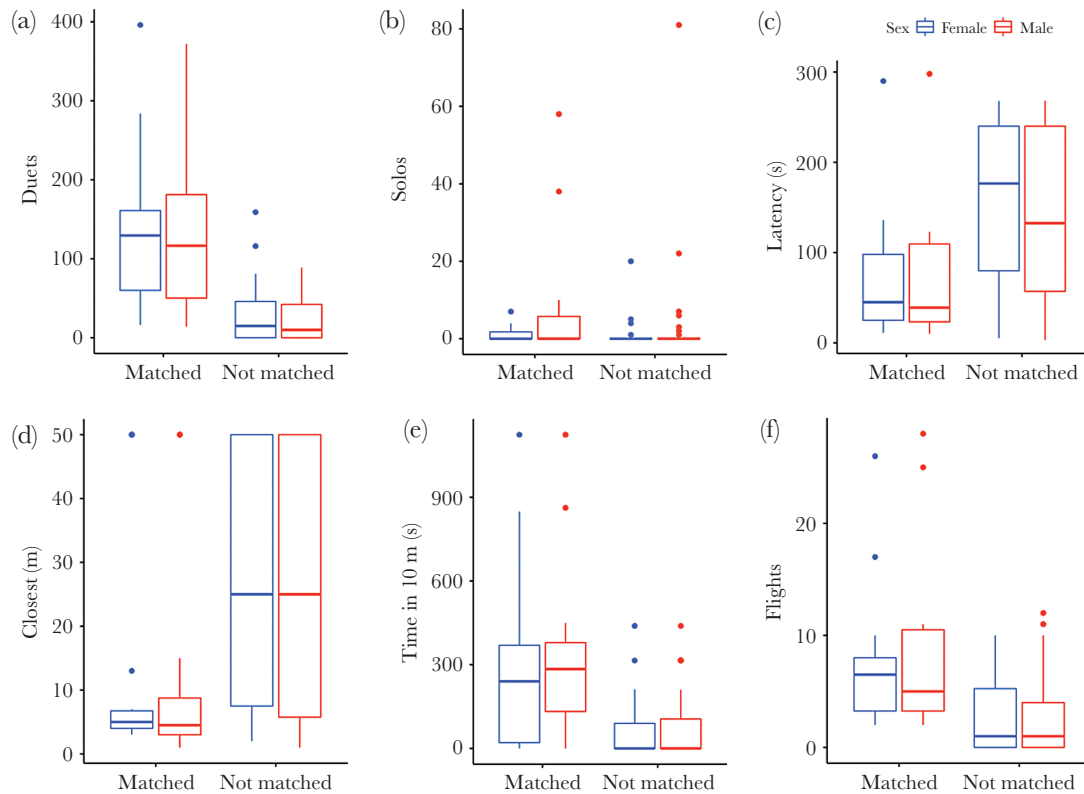 (a)
400
300
200
100
0
Duets
Matched Not matched
(b)
80
60
40
20
0
Solos
Matched Not matched
(c)
Sex Female Male
300
200
100
0
Latency (s)
Matched Not matched
(d)
50
40
30
20
10
0
Closest (m)
Matched Not matched
(e)
900
600
300
0
Time in 10 m (s)
Matched Not matched
(f)
20
10
0
Flights
Matched Not matched